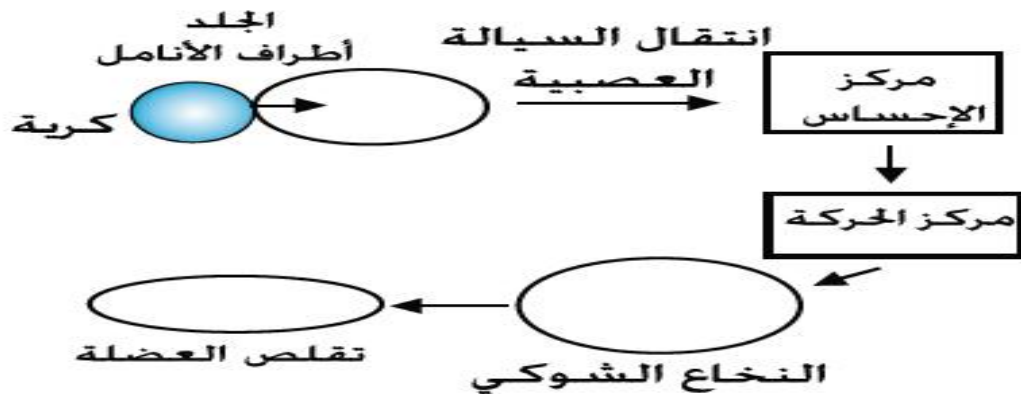 الجلد
أطراف الأنامل
كرية
انتقال السيالة
العصبية
مركز
الإحساس
مركز الحركة
النخاع الشوكي
تقلص العضلة